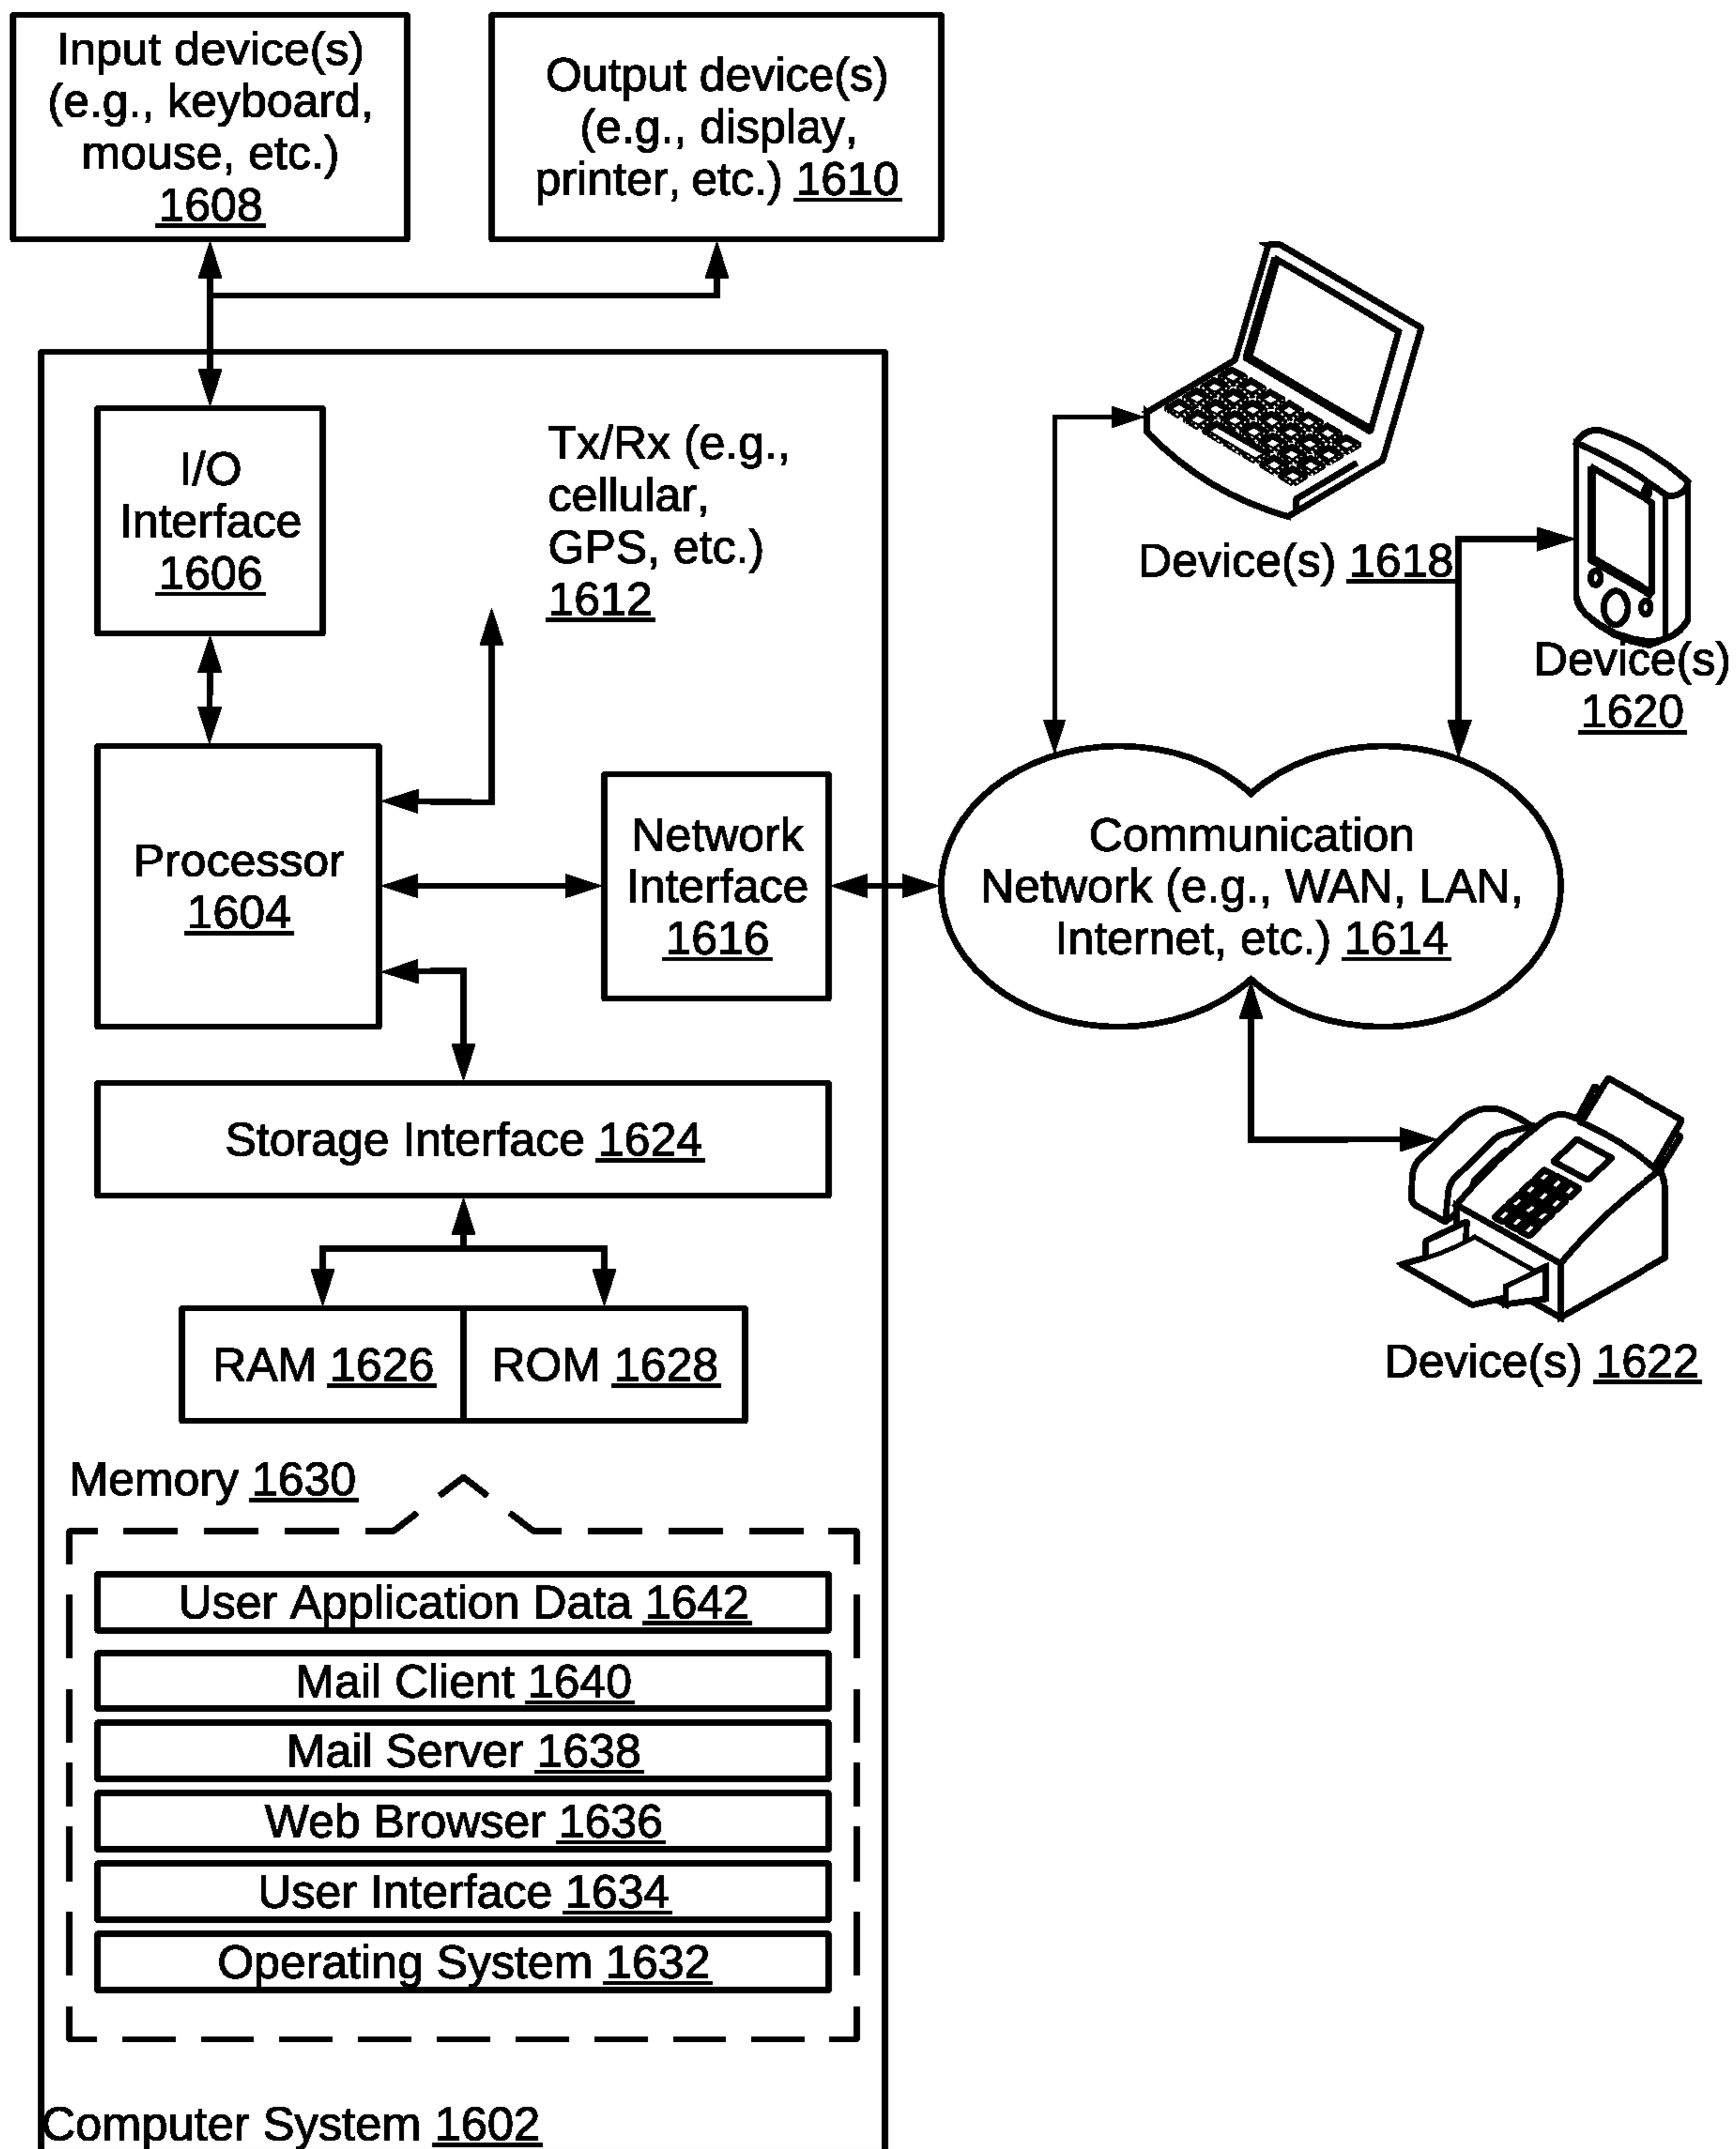 Input device(s)
(e.g., keyboard,
mouse, etc.)
1608
Output device(s)
(e.g., display,
printer, etc.) 1610
I/O
Interface
1606
Tx/Rx (e.g.,
cellular,
GPS, etc.)
1612
Device(s) 1618
Device(s)
1620
Processor
1604
Network
Interface
1616
Communication
Network (e.g., WAN, LAN,
Internet, etc.) 1614
Storage Interface 1624
RAM 1626
ROM 1628
Device(s) 1622
Memory 1630
User Application Data 1642
Mail Client 1640
Mail Server 1638
Web Browser 1636
User Interface 1634
Operating System 1632
Computer System 1602